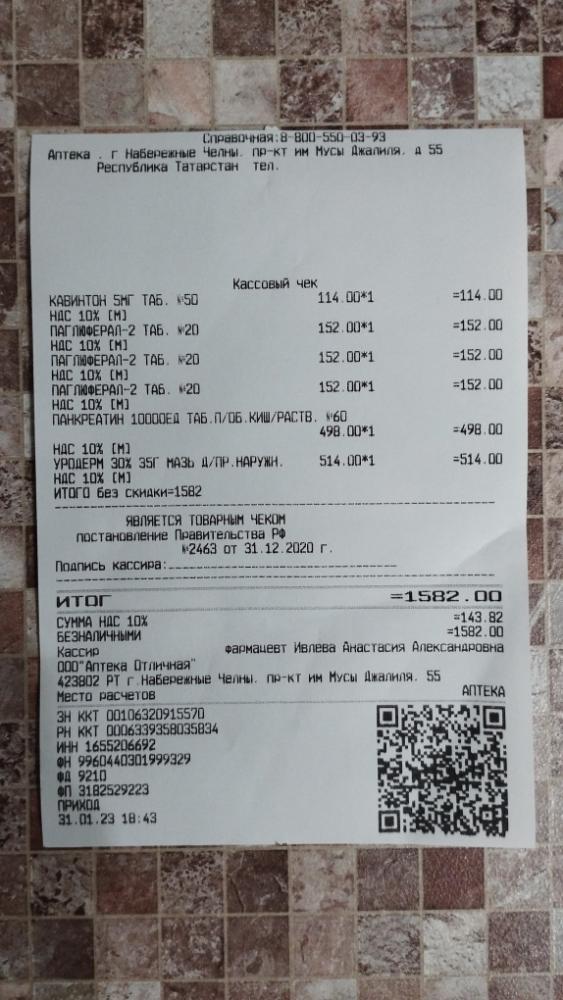 Справочная:8-800-550-03-93
Аптека . г Набережные Челны. пр-кт им Мусы Джалиля. д 55
Республика Татарстан тел.
Кассовый чек
КАВИНТОН 5МГ ТАБ. №50 114.00*1 =114.00
НДС 10% [М]
ПАГЛЮФЕРАЛ-2 ТАБ. №20 152.00*1 =152.00
НДС 10% [М]
ПАГЛЮФЕРАЛ-2 ТАБ. №20 152.00*1 =152.00
НДС 10% [М]
ПАГЛЮФЕРАЛ-2 ТАБ. №20 152.00*1 =152.00
НДС 10% [М]
ПАНКРЕАТИН 10000ЕД ТАБ.П/ОБ.КИШ/РАСТВ. №60
498.00*1 =498.00
НДС 10% [М]
УРОДЕРМ 30% 35Г МАЗЬ Д/ПР.НАРУЖН. 514.00*1 =514.00
НДС 10% [М]
ИТОГО без скидки=1582
ЯВЛЯЕТСЯ ТОВАРНЫМ ЧЕКОМ
постановление Правительства РФ
№2463 от 31.12.2020 г.
Подпись кассира:
ИТОГ =1582.00
СУММА НДС 10% =143.82
БЕЗНАЛИЧНЫМИ =1582.00
Кассир фармацевт Ивлева Анастасия Александровна
ООО"Аптека Отличная"
423802 РТ г.Набережные Челны. пр-кт им Мусы Джалиля. 55
Место расчетов АПТЕКА
ЗН ККТ 00106320915570
РН ККТ 0006339358035834
ИНН 1655206692
ФН 9960440301999329
ФД 9210
ФП 3182529223
ПРИХОД
31.01.23 18:43